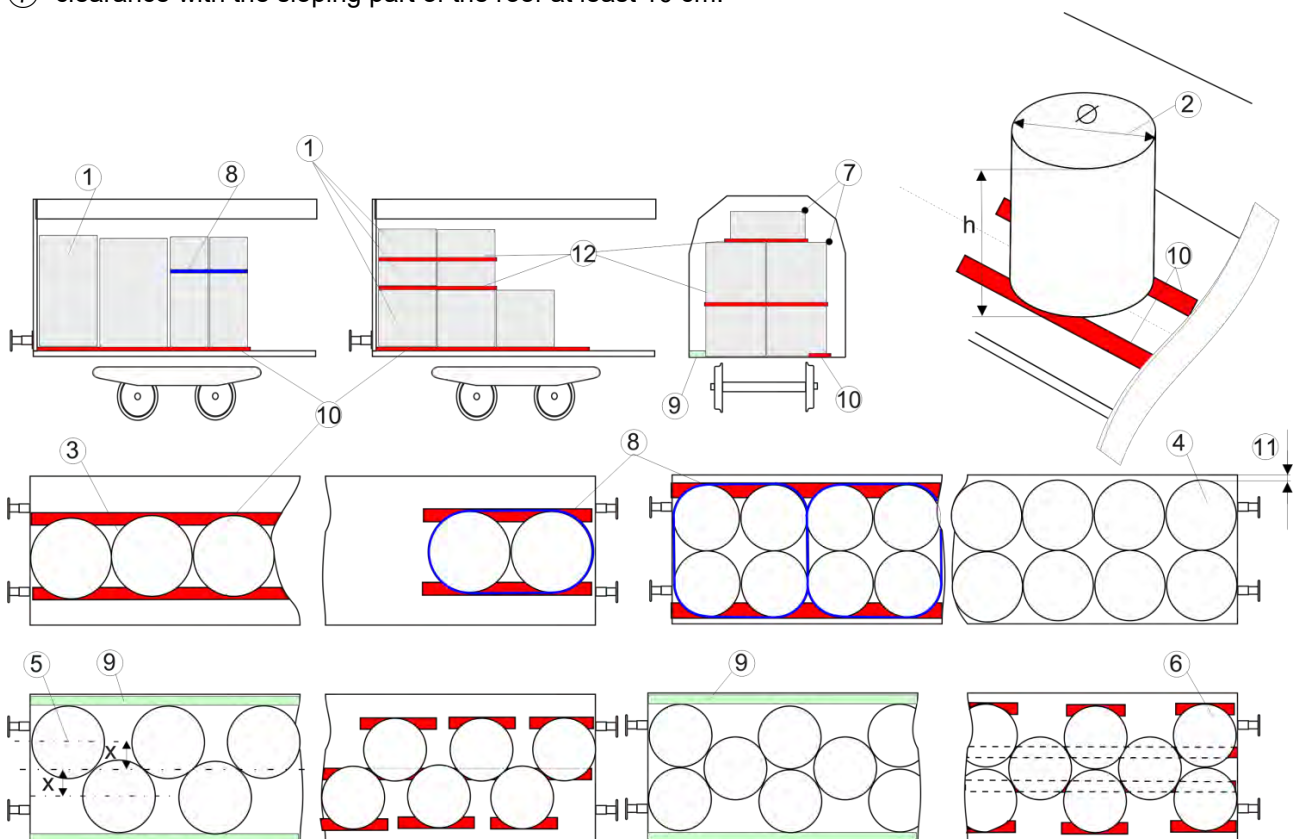 ⑦ clearance with the sloping part of the roof at least 10 cm.
② 
Ø
① ⑧ ① ⑦
h
⑫
⑩
⑨ ⑩
⑩
③ ⑧ ④ ⑪
⑤ ⑨ ⑨ ⑥
x
x